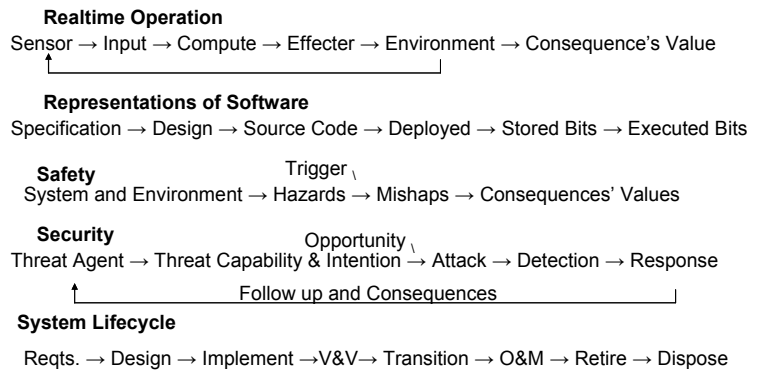 Realtime Operation
Sensor → Input → Compute → Effecter → Environment → Consequence's Value
Representations of Software
Specification → Design → Source Code → Deployed → Stored Bits → Executed Bits
Trigger \
Safety
System and Environment → Hazards → Mishaps → Consequences' Values
Security
Opportunity \
Threat Agent → Threat Capability & Intention → Attack → Detection → Response
Follow up and Consequences
System Lifecycle
Reqts. → Design → Implement →V&V→ Transition → O&M → Retire → Dispose